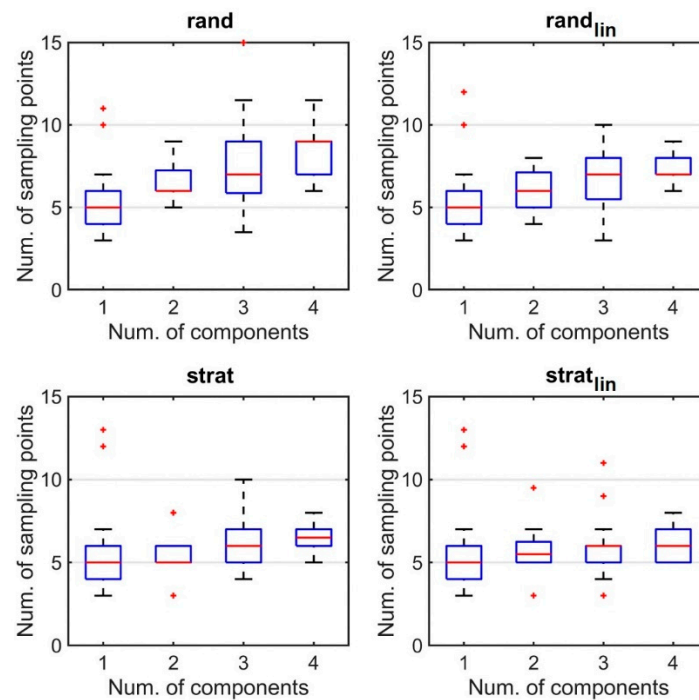 rand
15
10
5
0
Num. of sampling points
1 2 3 4
Num. of components
rand_lin
15
10
5
0
Num. of sampling points
1 2 3 4
Num. of components
strat
15
10
5
0
Num. of sampling points
1 2 3 4
Num. of components
strat_lin
15
10
5
0
Num. of sampling points
1 2 3 4
Num. of components